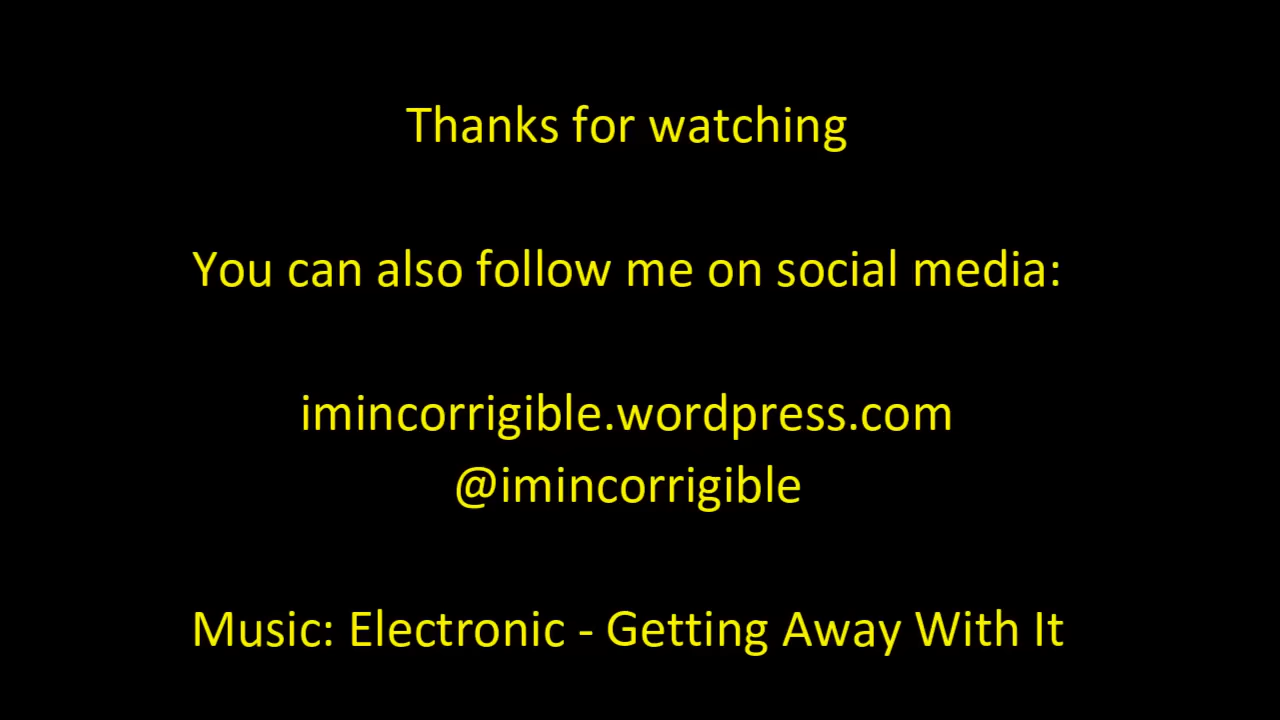 Thanks for watching
You can also follow me on social media:
imincorrigible.wordpress.com
@imincorrigible
Music: Electronic - Getting Away With It